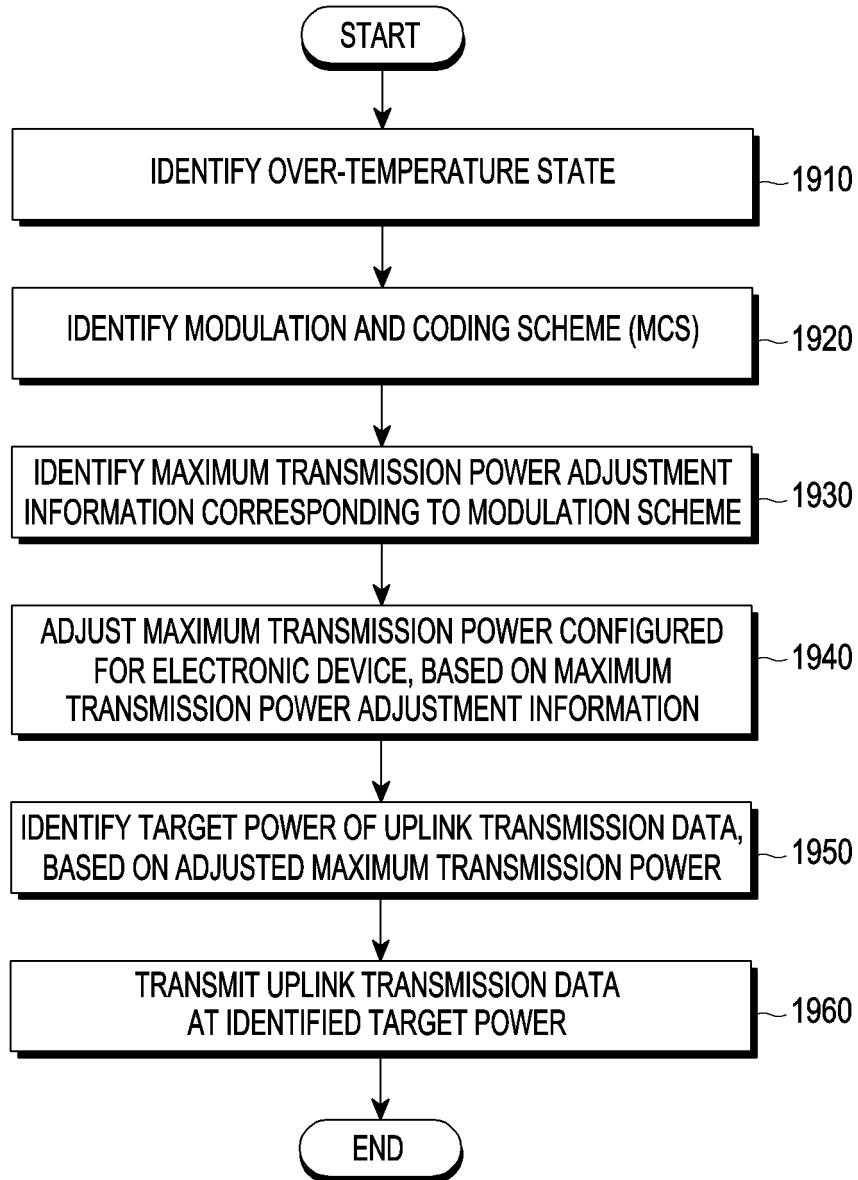 START
IDENTIFY OVER-TEMPERATURE STATE
1910
IDENTIFY MODULATION AND CODING SCHEME (MCS)
1920
IDENTIFY MAXIMUM TRANSMISSION POWER ADJUSTMENT
INFORMATION CORRESPONDING TO MODULATION SCHEME
1930
ADJUST MAXIMUM TRANSMISSION POWER CONFIGURED
FOR ELECTRONIC DEVICE, BASED ON MAXIMUM
TRANSMISSION POWER ADJUSTMENT INFORMATION
1940
IDENTIFY TARGET POWER OF UPLINK TRANSMISSION DATA,
BASED ON ADJUSTED MAXIMUM TRANSMISSION POWER
1950
TRANSMIT UPLINK TRANSMISSION DATA
AT IDENTIFIED TARGET POWER
1960
END